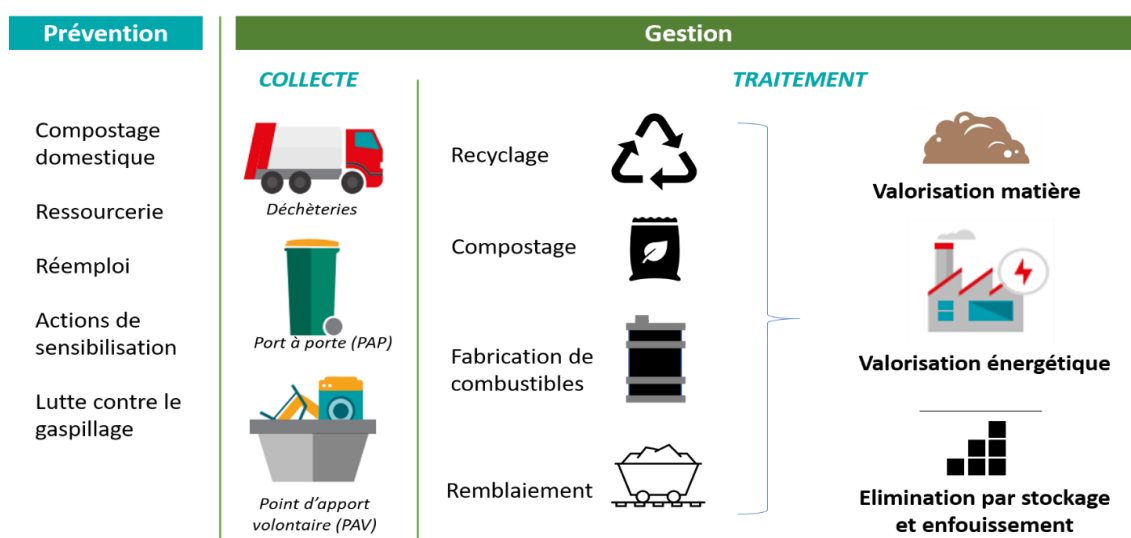 Prévention
Gestion
Compostage
domestique
Ressourcerie
Réemploi
Actions de
sensibilisation
Lutte contre le
gaspillage
COLLECTE
Déchèteries
Port à porte (PAP)
Point d'apport
volontaire (PAV)
TRAITEMENT
Recyclage
Compostage
Fabrication de
combustibles
Remblaiement
Valorisation matière
Valorisation énergétique
Elimination par stockage
et enfouissement